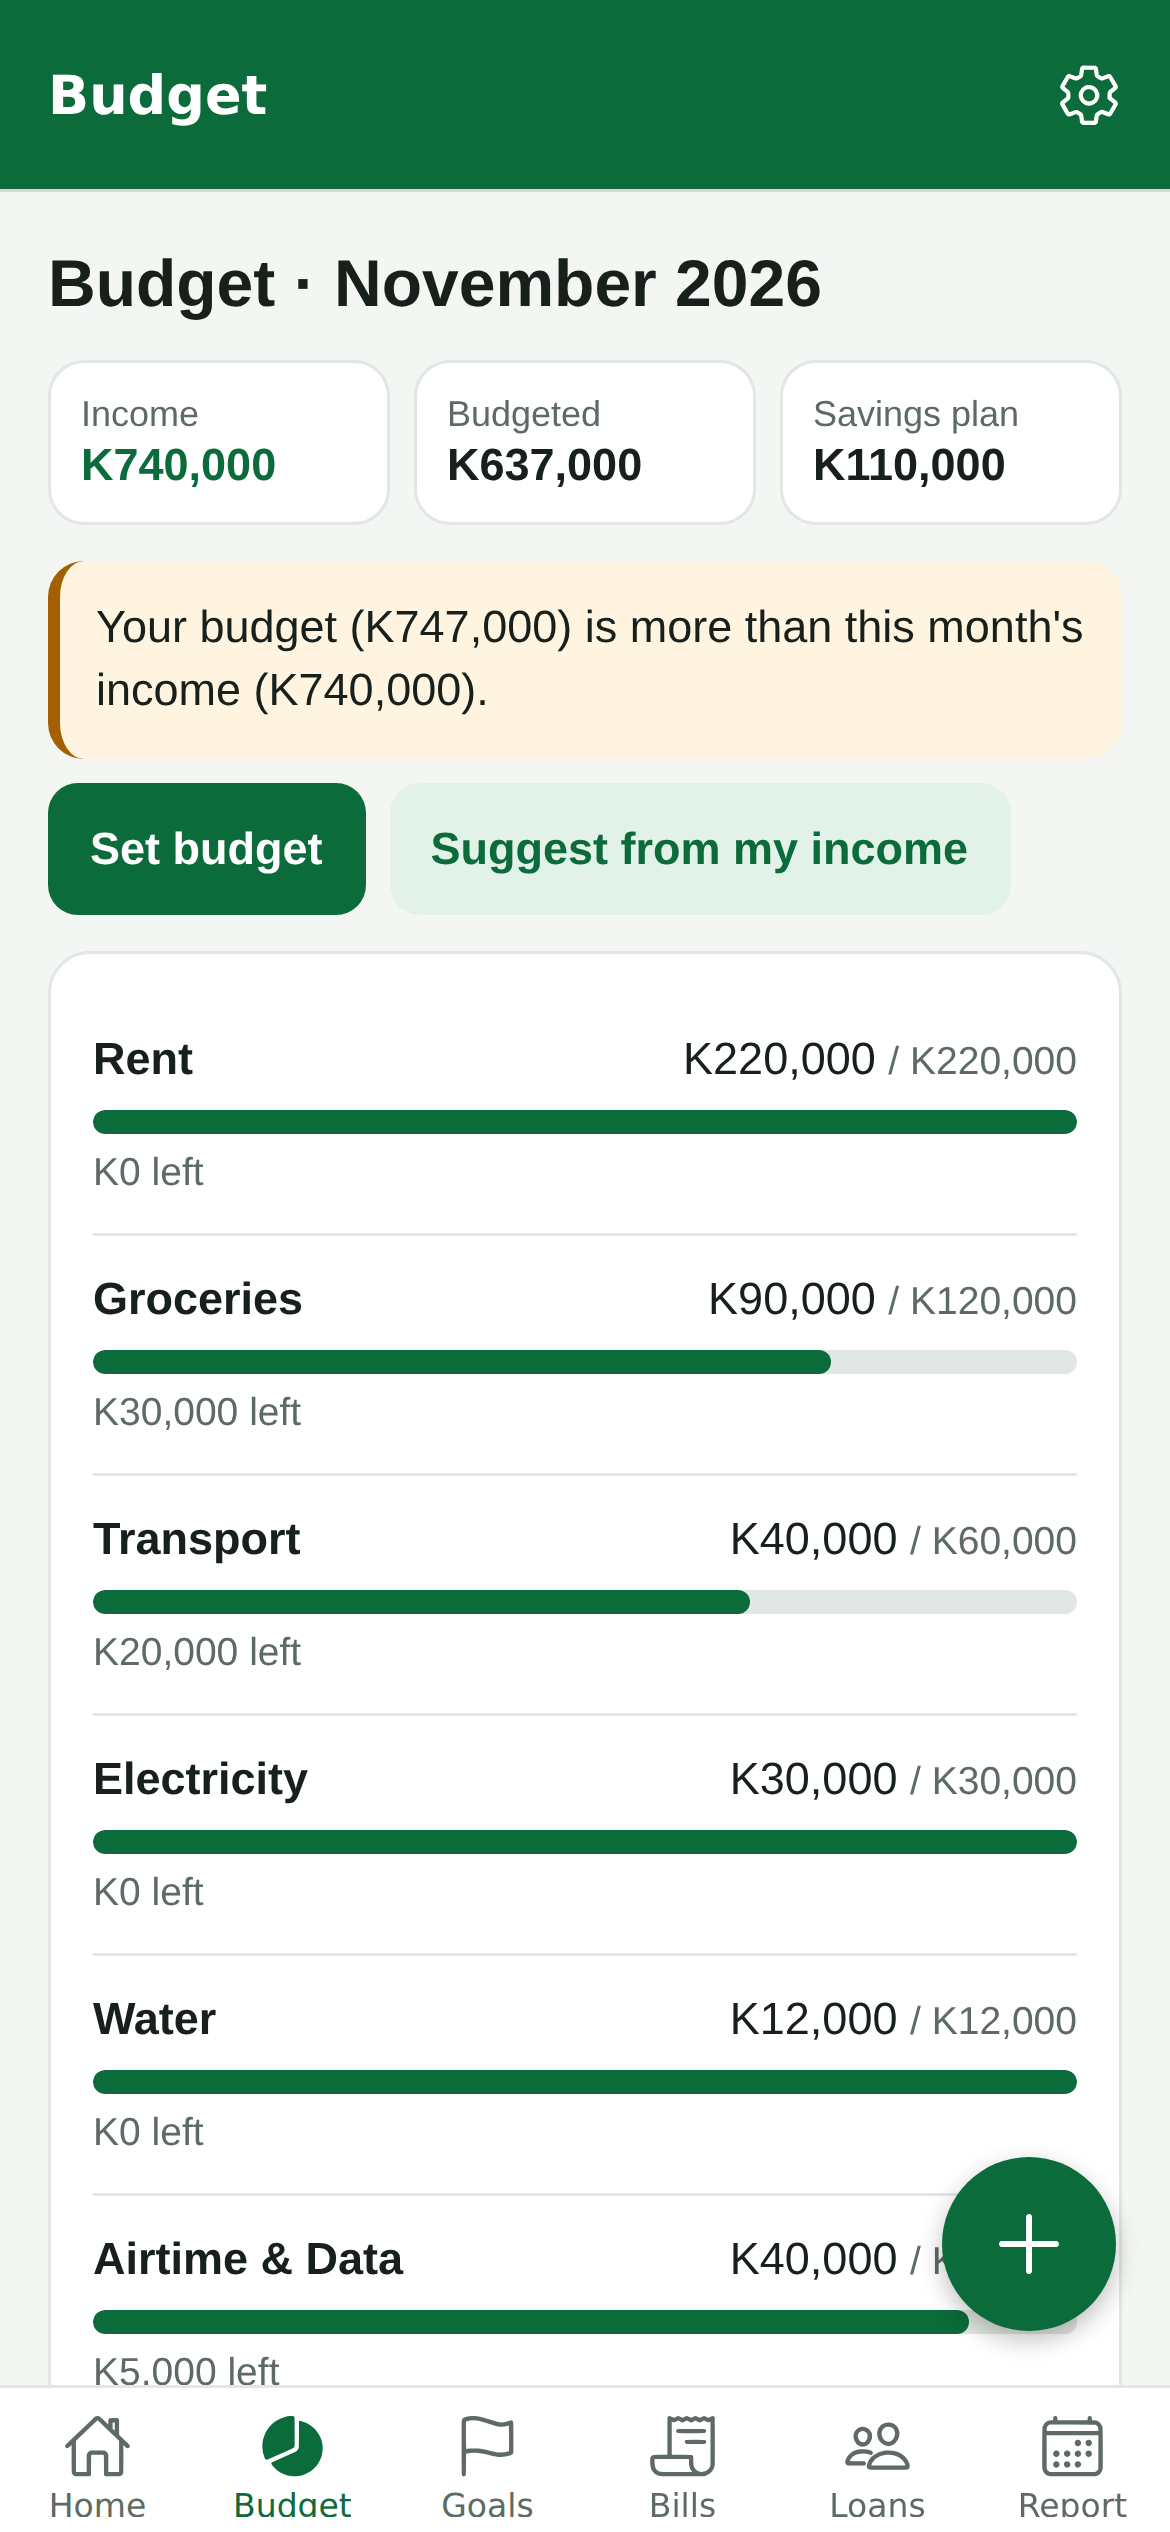 Budget
Budget · November 2026
Income
K740,000
Budgeted
K637,000
Savings plan
K110,000
Your budget (K747,000) is more than this month's
income (K740,000).
Set budget
Suggest from my income
Rent
K220,000 / K220,000
K0 left
Groceries
K90,000 / K120,000
K30,000 left
Transport
K40,000 / K60,000
K20,000 left
Electricity
K30,000 / K30,000
K0 left
Water
K12,000 / K12,000
K0 left
Airtime & Data
K40,000 /
K5,000 left
Home
Budget
Goals
Bills
Loans
Report